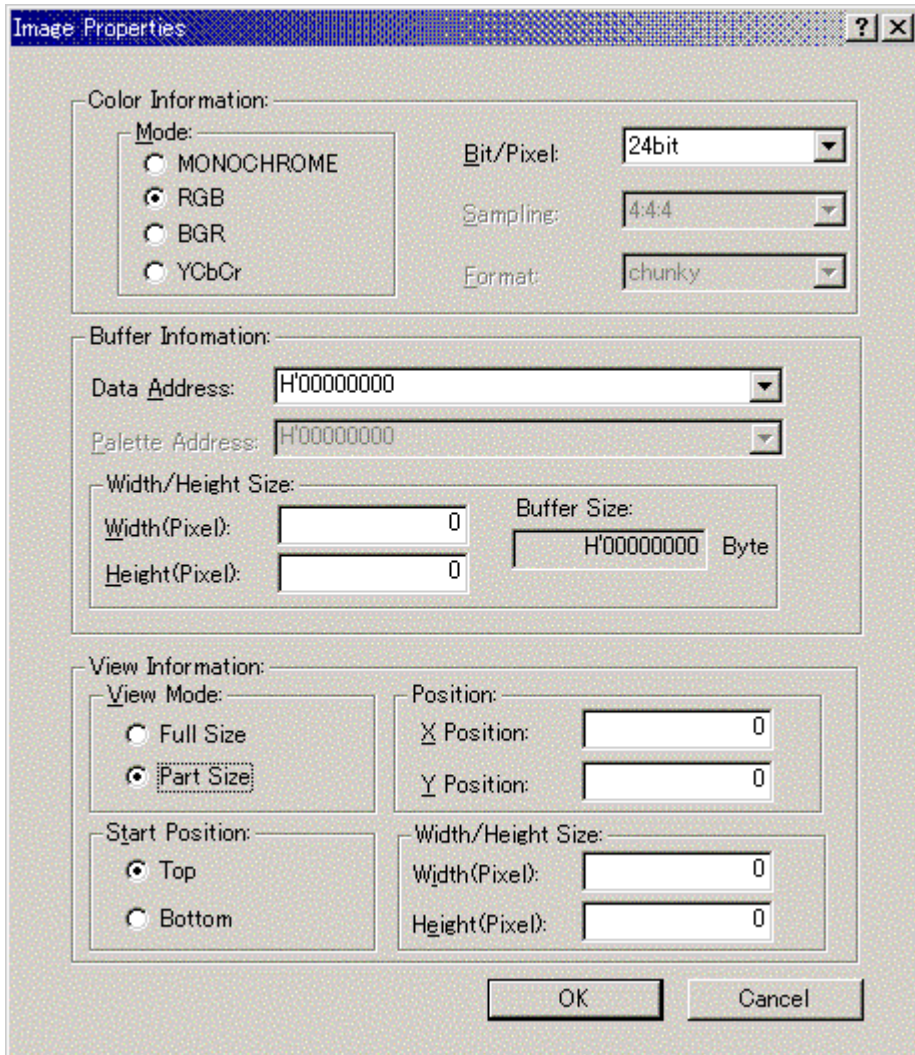 Image Properties
Color Information:
Mode:
MONOCHROME
RGB
BGR
YCbCr
Bit/Pixel: 24bit
Sampling: 4:4:4
Format: chunky
Buffer Infomation:
Data Address: H'00000000
Palette Address: H'00000000
Width/Height Size:
Width(Pixel): 0
Height(Pixel): 0
Buffer Size:
H'00000000 Byte
View Information:
View Mode:
Full Size
Part Size
Position:
X Position: 0
Y Position: 0
Start Position:
Top
Bottom
Width/Height Size:
Width(Pixel): 0
Height(Pixel): 0
OK Cancel